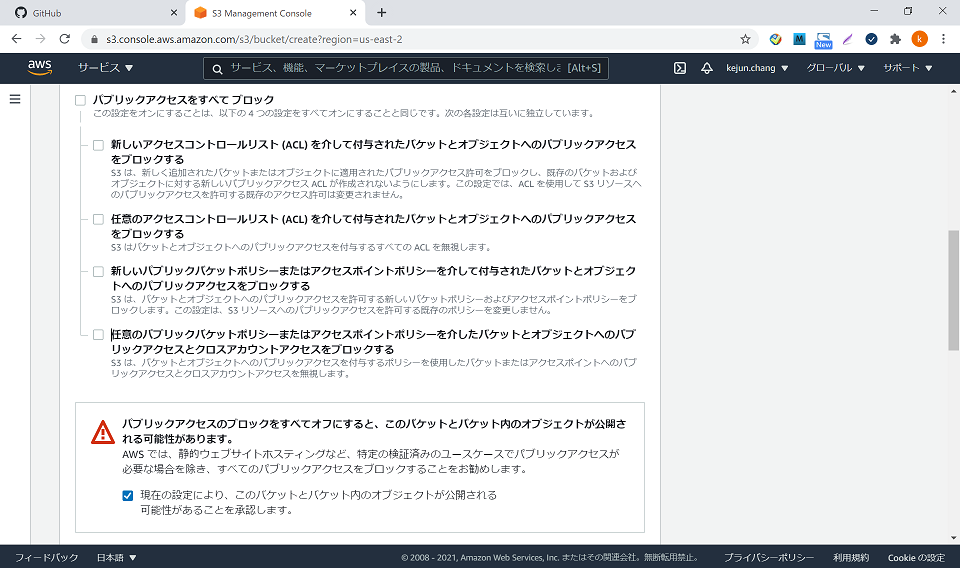 GitHub
S3 Management Console
s3.console.aws.amazon.com/s3/bucket/create?region=us-east-2
New
k
aws
サービス ▼
サービス、機能、マーケットプレイスの製品、ドキュメントを検索し [Alt+S]
kejun.chang ▼
グローバル ▼
サポート ▼
パブリックアクセスをすべて ブロック
この設定をオンにすることは、以下の 4 つの設定をすべてオンにすることと同じです。次の各設定は互いに独立しています。
新しいアクセスコントロールリスト (ACL) を介して付与されたバケットとオブジェクトへのパブリックアクセス
をブロックする
S3 は、新しく追加されたバケットまたはオブジェクトに適用されたパブリックアクセス許可をブロックし、既存のバケットおよび
オブジェクトに対する新しいパブリックアクセス ACL が作成されないようにします。この設定では、ACL を使用して S3 リソースへ
のパブリックアクセスを許可する既存のアクセス許可は変更されません。
任意のアクセスコントロールリスト (ACL) を介して付与されたバケットとオブジェクトへのパブリックアクセス
をブロックする
S3 はバケットとオブジェクトへのパブリックアクセスを付与するすべての ACL を無視します。
新しいパブリックバケットポリシーまたはアクセスポイントポリシーを介して付与されたバケットとオブジェク
トへのパブリックアクセスをブロックする
S3 は、バケットとオブジェクトへのパブリックアクセスを許可する新しいバケットポリシーおよびアクセスポイントポリシーをブ
ロックします。この設定は、S3 リソースへのパブリックアクセスを許可する既存のポリシーを変更しません。
任意のパブリックバケットポリシーまたはアクセスポイントポリシーを介したバケットとオブジェクトへのパブ
リックアクセスとクロスアカウントアクセスをブロックする
S3 は、バケットとオブジェクトへのパブリックアクセスを付与するポリシーを使用したバケットまたはアクセスポイントへのパブ
リックアクセスとクロスアカウントアクセスを無視します。
パブリックアクセスのブロックをすべてオフにすると、このバケットとバケット内のオブジェクトが公開さ
れる可能性があります。
AWS では、静的ウェブサイトホスティングなど、特定の検証済みのユースケースでパブリックアクセスが
必要な場合を除き、すべてのパブリックアクセスをブロックすることをお勧めします。
現在の設定により、このバケットとバケット内のオブジェクトが公開される
可能性があることを承認します。
フィードバック
日本語 ▼
© 2008 - 2021, Amazon Web Services, Inc. またはその関連会社。無断転用禁止。
プライバシーポリシー
利用規約
Cookie の設定